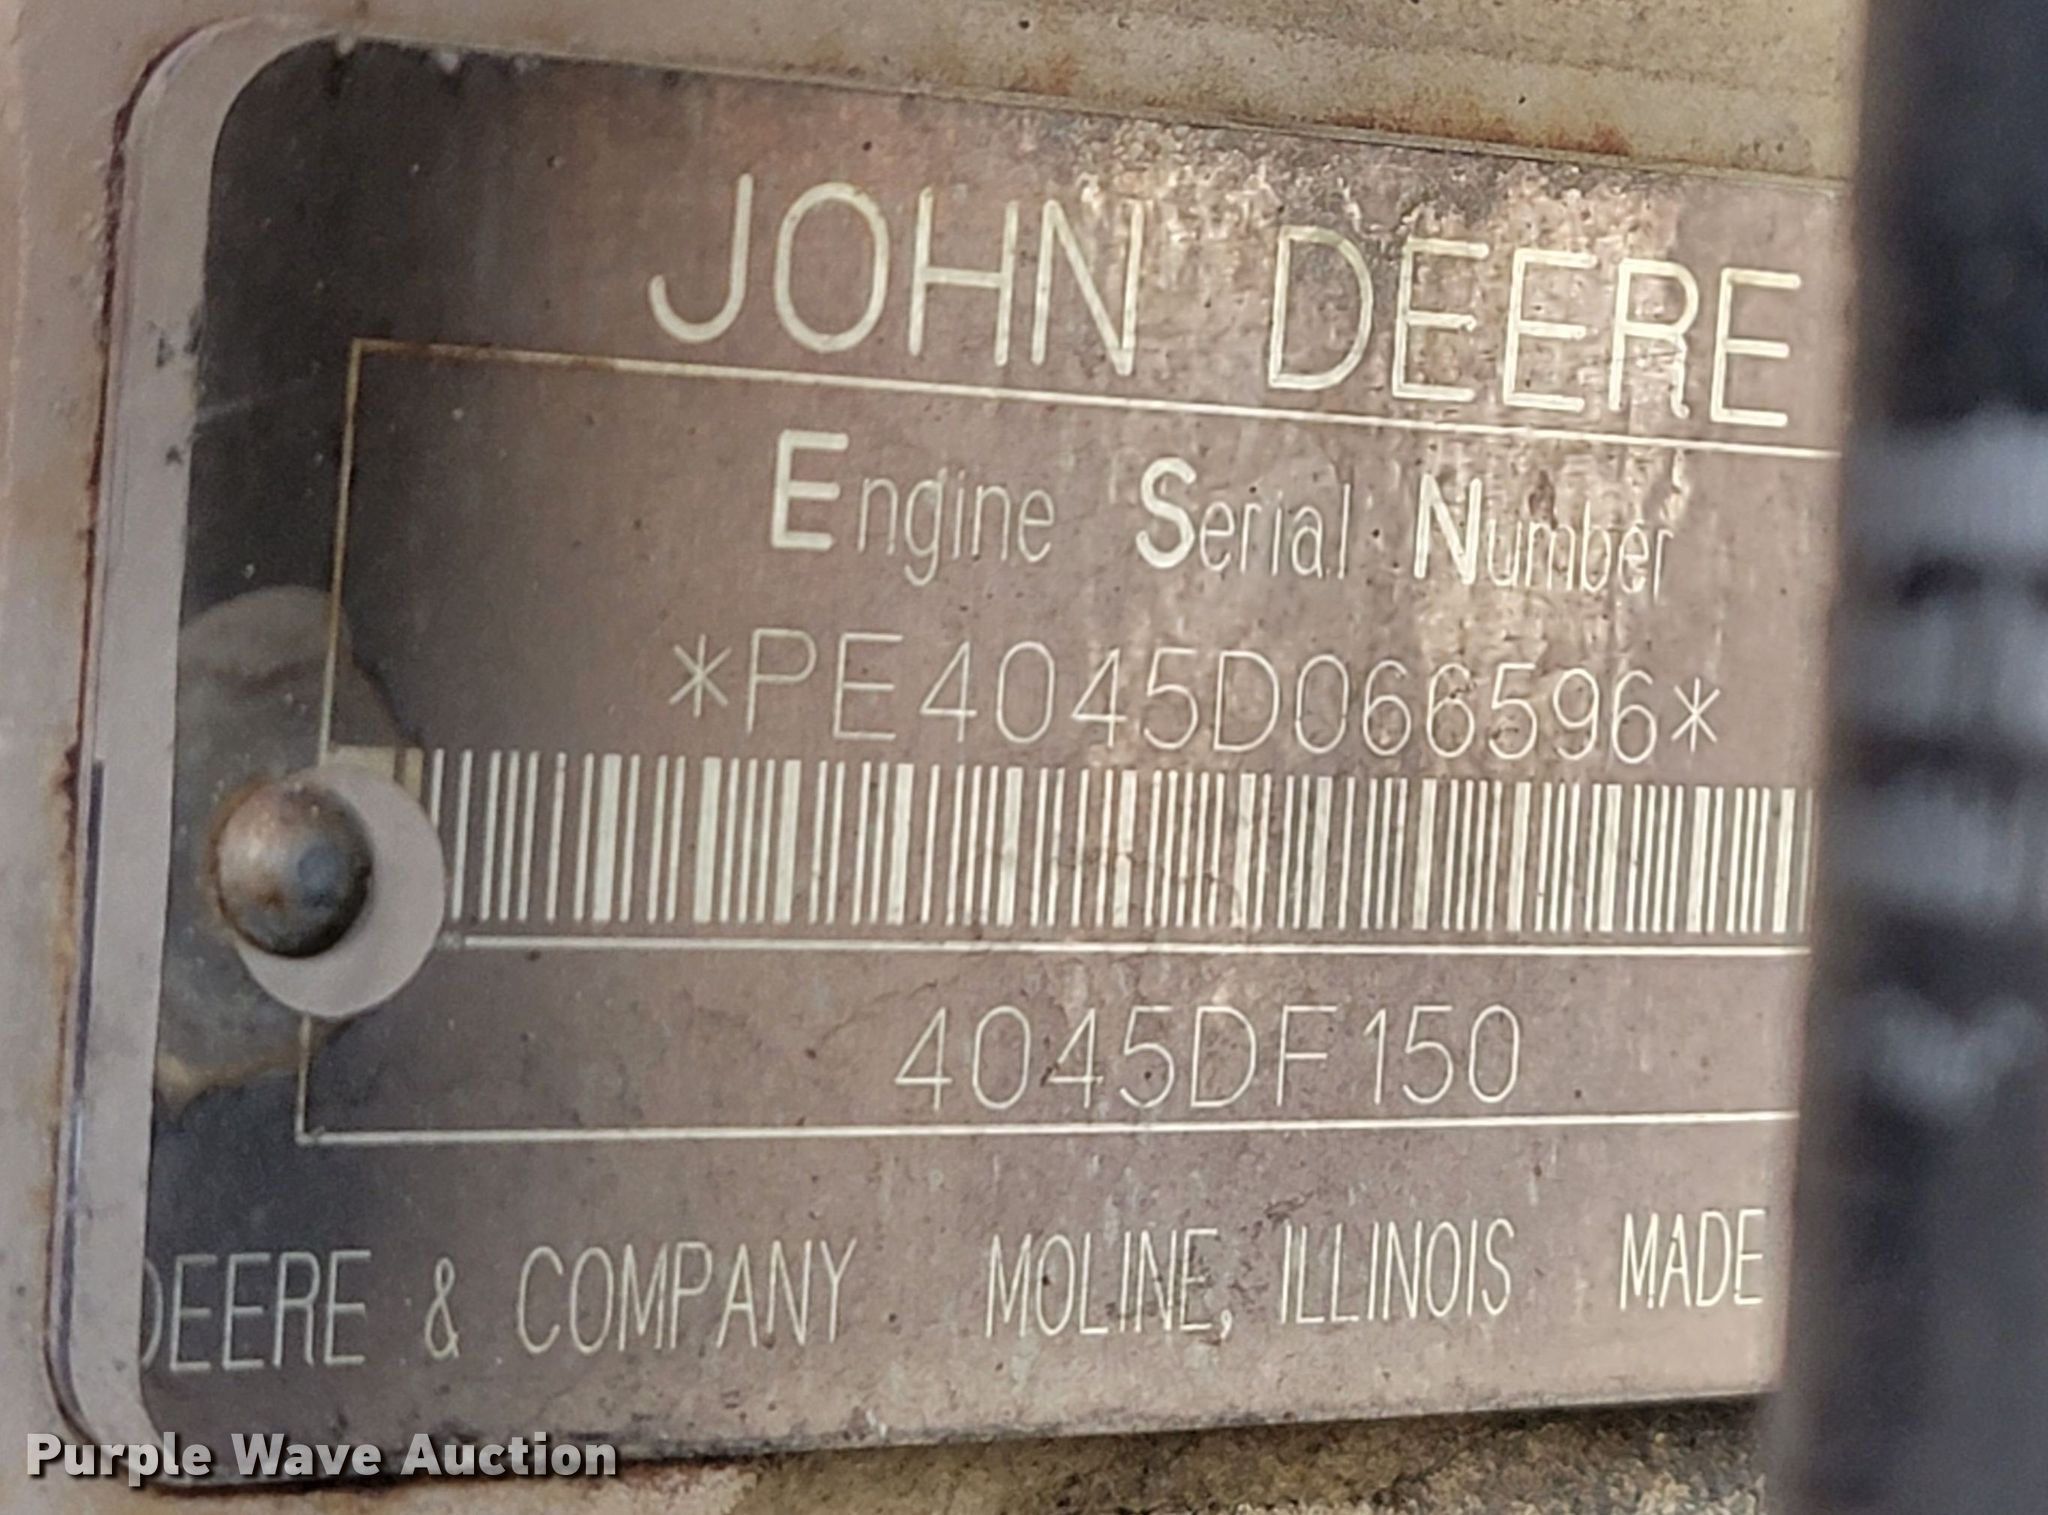 JOHN DEERE
Engine Serial Number
*PE4045D066596*
4045DF150
DEERE & COMPANY MOLINE, ILLINOIS MADE
Purple Wave Auction